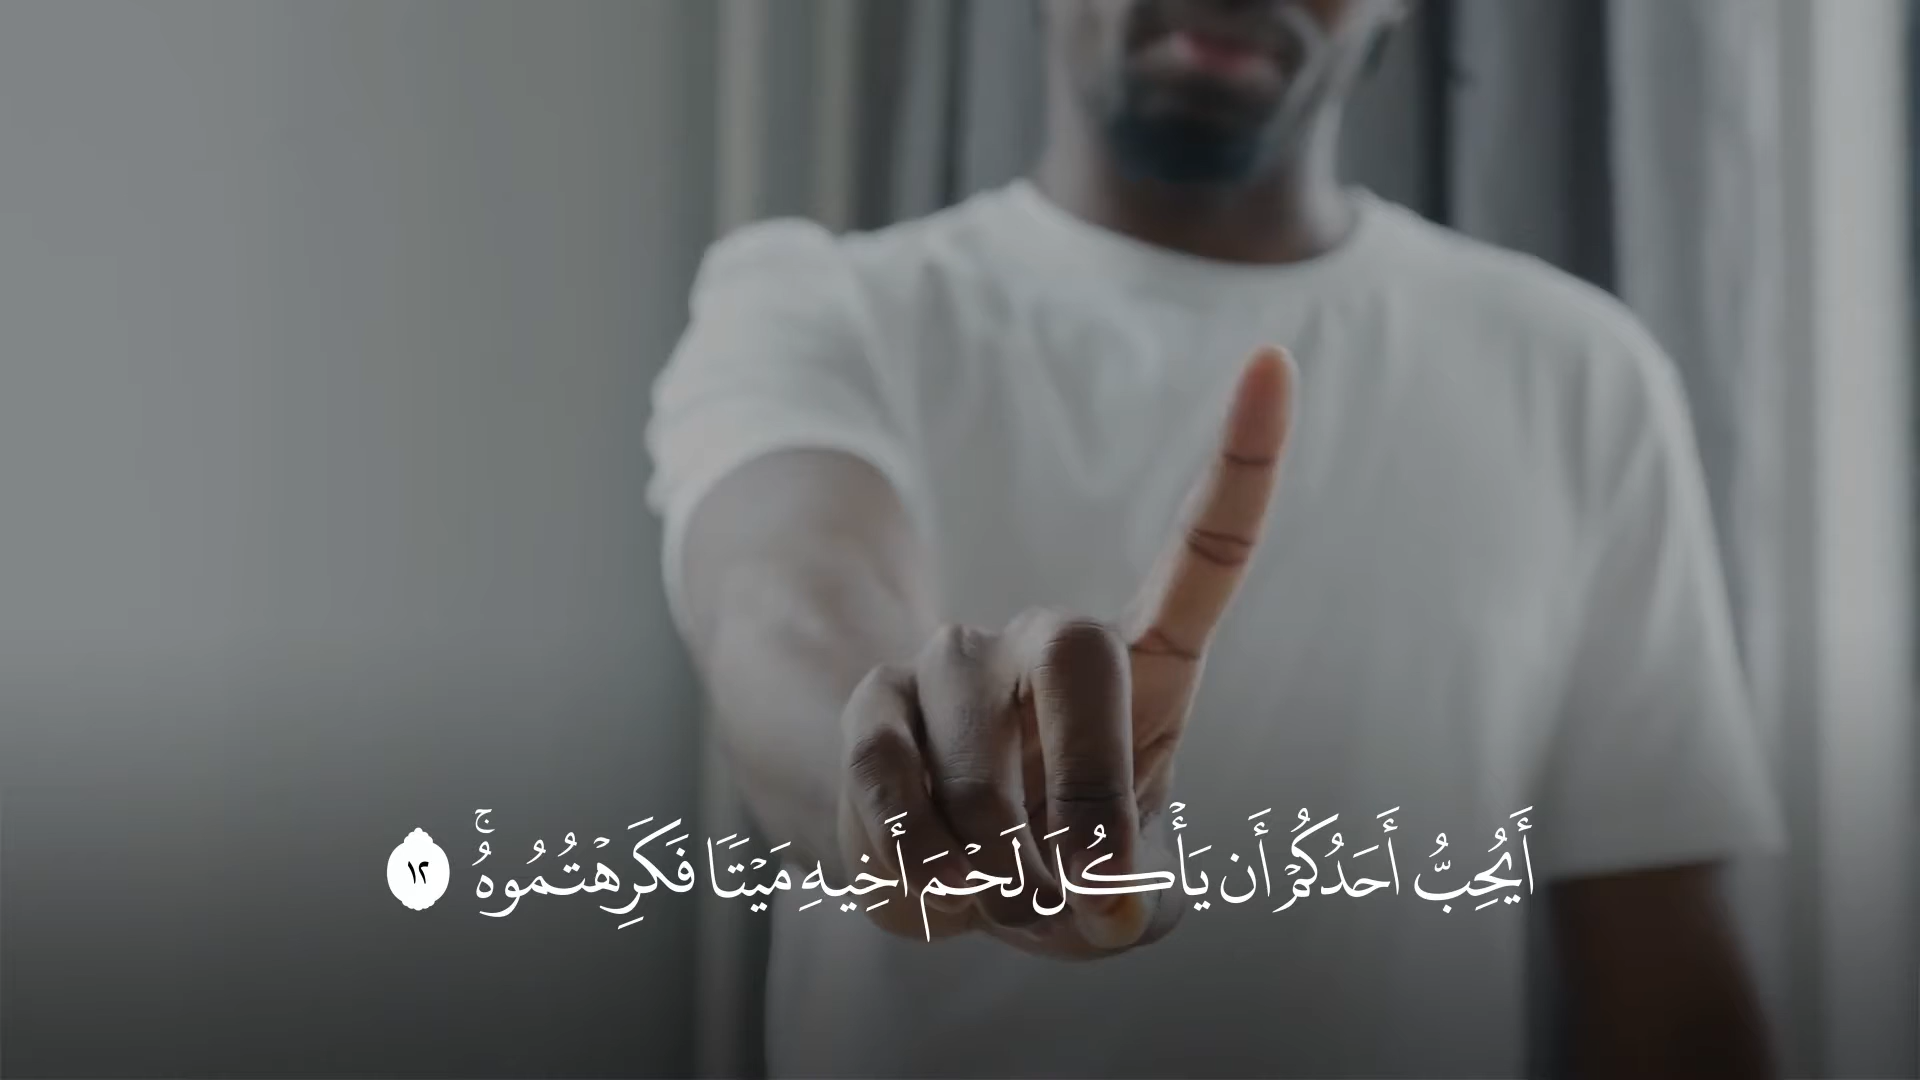 أَيُحِبُّ أَحَدُكُمْ أَن يَأْكُلَ لَحْمَ أَخِيهِ مَيْتًا فَكَرِهْتُمُوهُ ۚ ١٢